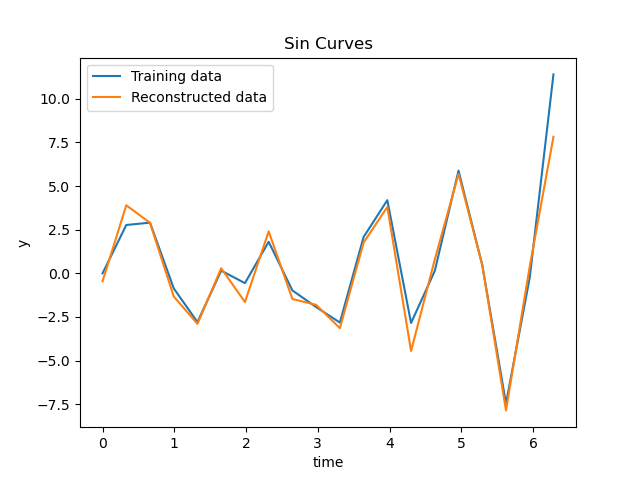 Sin Curves
Training data
Reconstructed data
10.0
7.5
5.0
2.5
0.0
−2.5
−5.0
−7.5
y
0 1 2 3 4 5 6
time